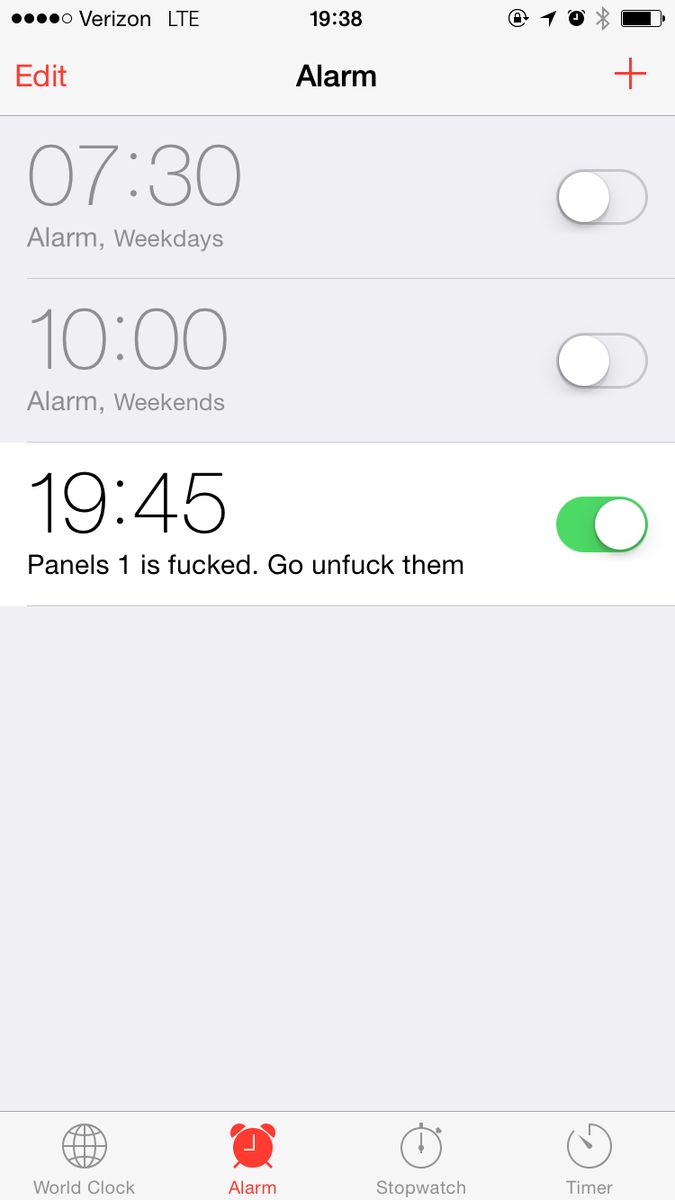 Verizon LTE 19:38
Edit Alarm
07:30
Alarm, Weekdays
10:00
Alarm, Weekends
19:45
Panels 1 is fucked. Go unfuck them
World Clock Alarm Stopwatch Timer